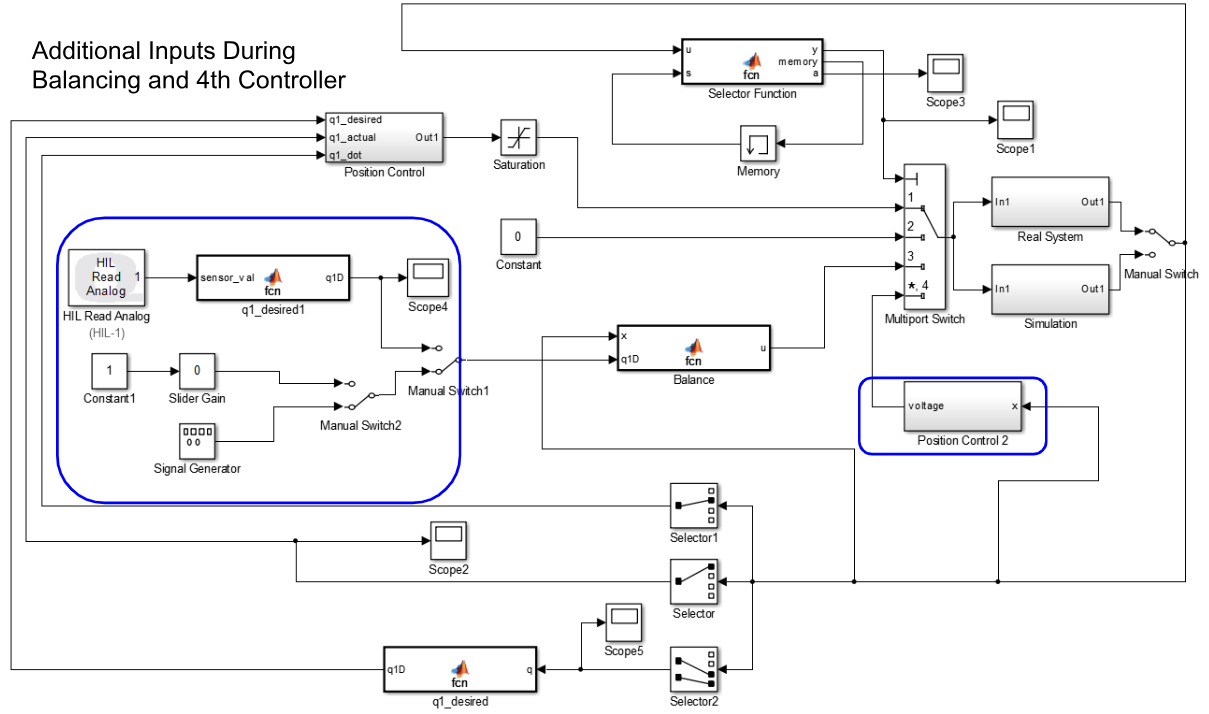 Additional Inputs During
Balancing and 4th Controller
u
s
y
memory
a
fcn
Selector Function
Scope3
Scope1
Memory
q1_desired
q1_actual
q1_dot
Out1
Position Control
Saturation
0
Constant
1
2
3
*, 4
Multiport Switch
In1
Out1
Real System
In1
Out1
Simulation
Manual Switch
HIL
Read
Analog
1
HIL Read Analog
(HIL-1)
sensor_val
q1D
fcn
q1_desired1
Scope4
1
Constant1
0
Slider Gain
Manual Switch1
Manual Switch2
Signal Generator
x
q1D
u
fcn
Balance
voltage
x
Position Control 2
Selector1
Scope2
Selector
Scope5
q1D
q
fcn
q1_desired
Selector2